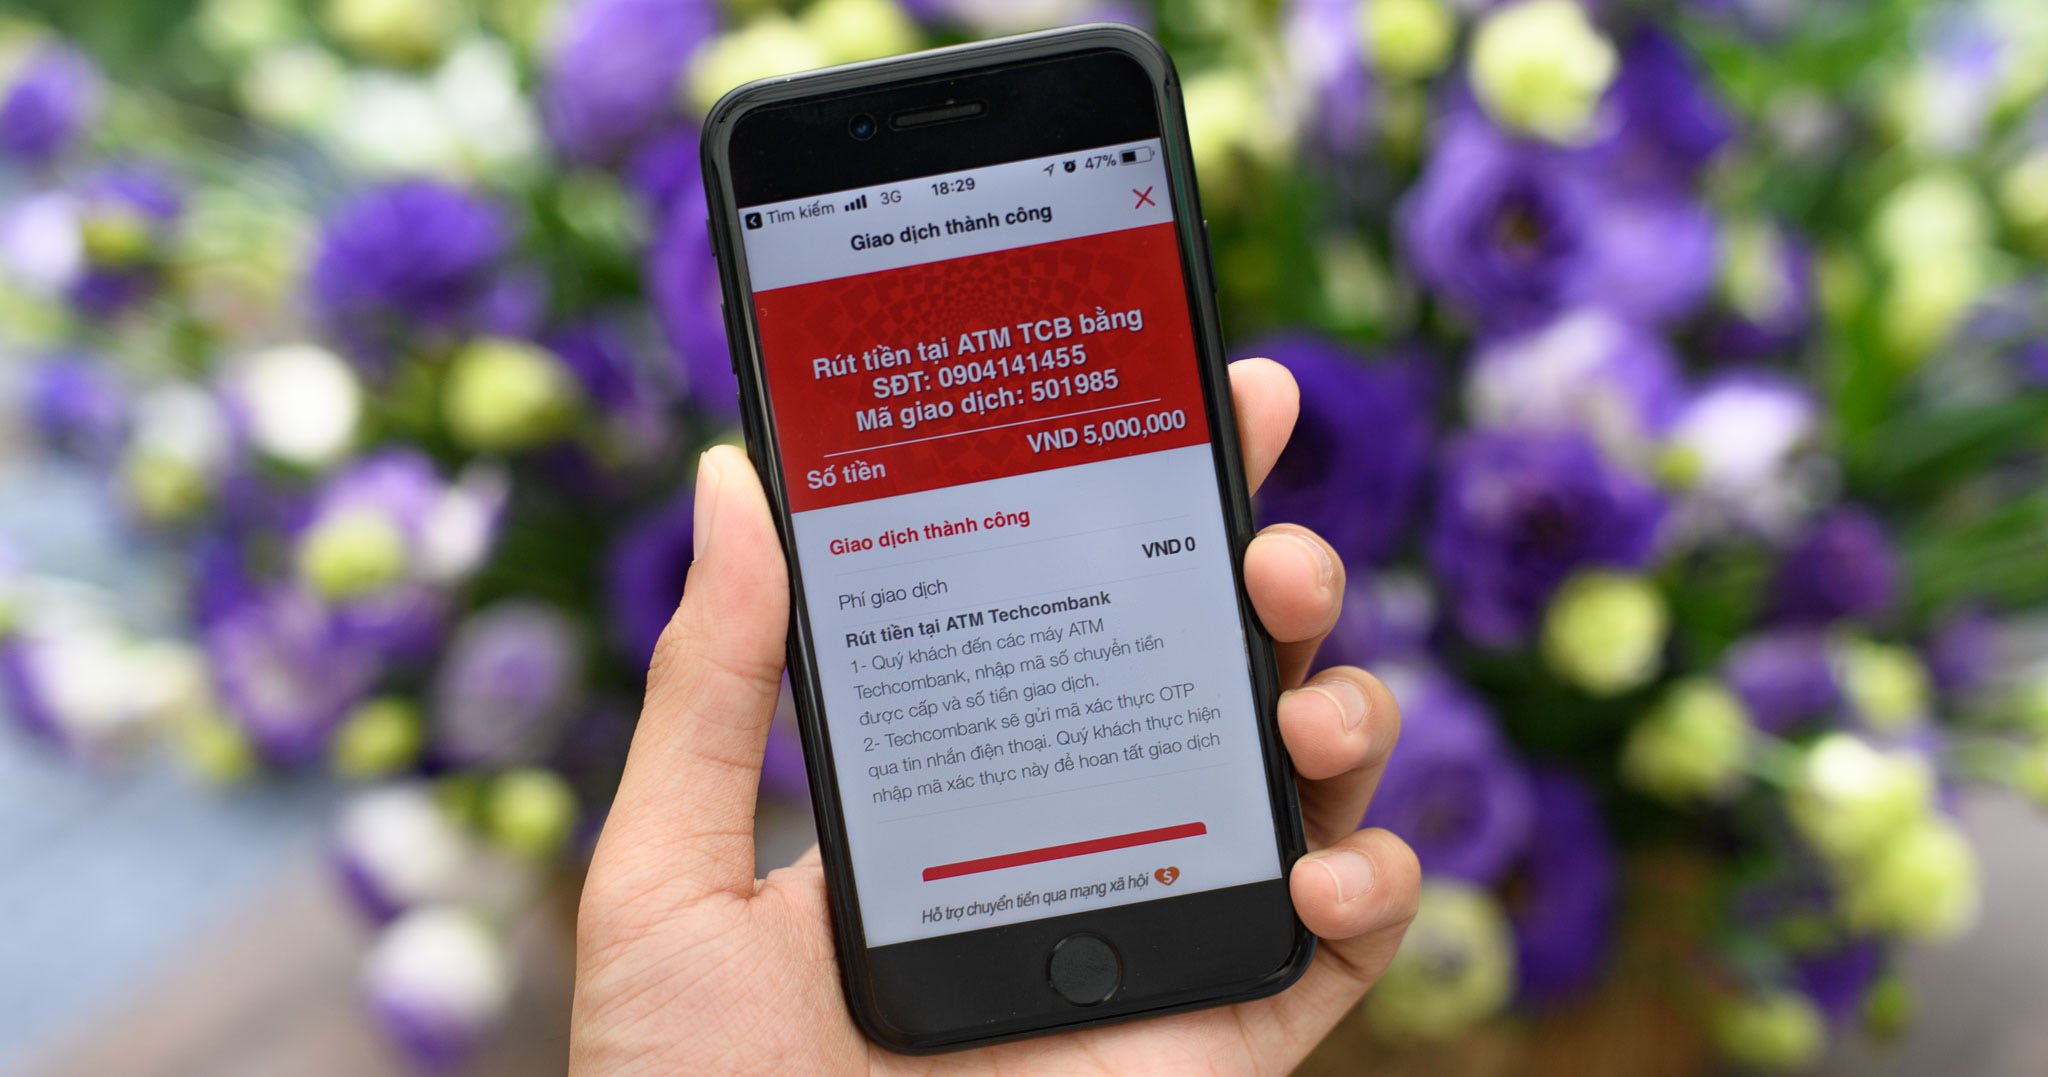 Tìm kiếm 3G 18:29 47%
Giao dịch thành công
Rút tiền tại ATM TCB bằng
SĐT: 0904141455
Mã giao dịch: 501985
Số tiền VND 5,000,000
Giao dịch thành công
Phí giao dịch VND 0
Rút tiền tại ATM Techcombank
1- Quý khách đến các máy ATM
Techcombank, nhập mã số chuyển tiền
được cấp và số tiền giao dịch.
2- Techcombank sẽ gửi mã xác thực OTP
qua tin nhắn điện thoại. Quý khách thực hiện
nhập mã xác thực này để hoan tất giao dịch
Hỗ trợ chuyển tiền qua mạng xã hội $